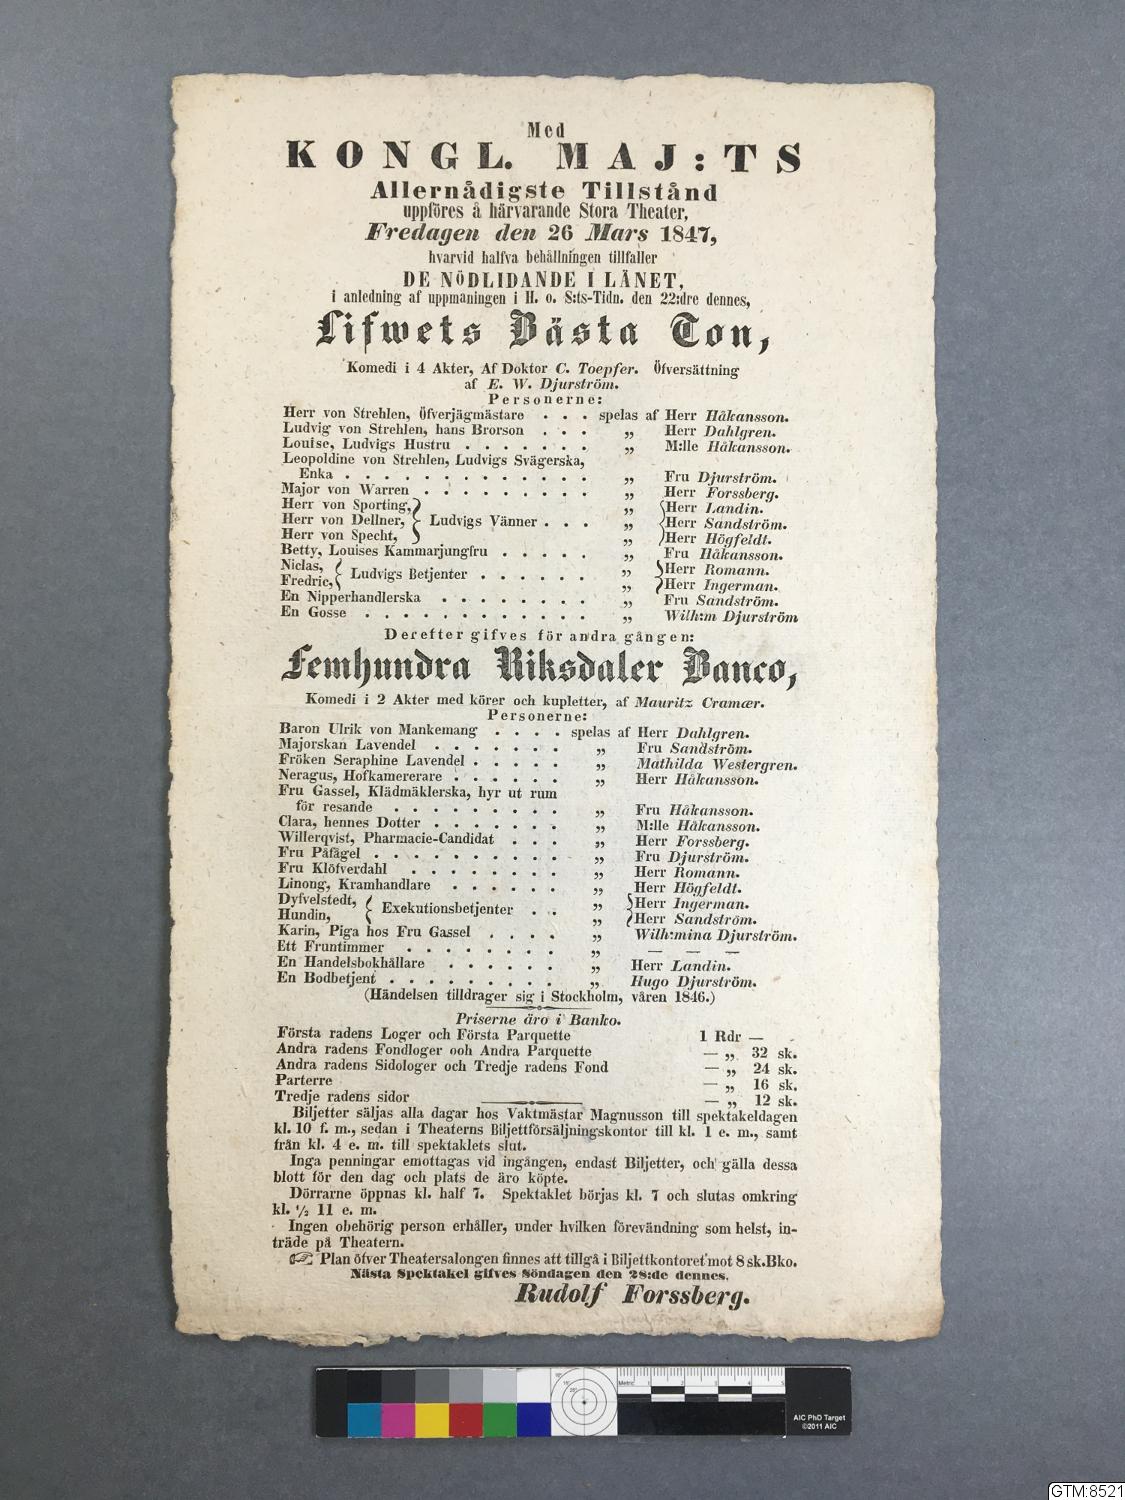 Med
KONGL. MAJ:TS
Allernådigste Tillstånd
uppföres å härvarande Stora Theater,
Fredagen den 26 Mars 1847,
hvarvid halfva behållningen tillfaller
DE NÖDLIDANDE I LÄNET,
i anledning af uppmaningen i H. o. S:ts-Tidn. den 22:dre dennes,
Lifwets Bästa Ton,
Komedi i 4 Akter, Af Doktor C. Toepfer. Öfversättning
af E. W. Djurström.
Personerne:
Herr von Strehlen, Öfverjägmästare . . . spelas af Herr Håkansson.
Ludvig von Strehlen, hans Brorson . . . „ Herr Dahlgren.
Louise, Ludvigs Hustru . . . . . . . „ M:lle Håkansson.
Leopoldine von Strehlen, Ludvigs Svägerska,
Enka . . . . . . . . . . . . . „ Fru Djurström.
Major von Warren . . . . . . . . . „ Herr Forssberg.
Herr von Sporting, „ Herr Landin.
Herr von Dellner, Ludvigs Vänner . . . „ Herr Sandström.
Herr von Specht, „ Herr Högfeldt.
Betty, Louises Kammarjungfru . . . . . „ Fru Håkansson.
Niclas, Ludvigs Betjenter . . . . . . „ Herr Romann.
Fredric, „ Herr Ingerman.
En Nipperhandlerska . . . . . . . . „ Fru Sandström.
En Gosse . . . . . . . . . . . . „ Wilh:m Djurström
Derefter gifves för andra gången:
Femhundra Riksdaler Banco,
Komedi i 2 Akter med körer och kupletter, af Mauritz Cramær.
Personerne:
Baron Ulrik von Mankemang . . . . spelas af Herr Dahlgren.
Majorskan Lavendel . . . . . . . „ Fru Sandström.
Fröken Seraphine Lavendel . . . . . „ Mathilda Westergren.
Neragus, Hofkamererare . . . . . . „ Herr Håkansson.
Fru Gassel, Klädmäklerska, hyr ut rum
för resande . . . . . . . . . „ Fru Håkansson.
Clara, hennes Dotter . . . . . . . „ M:lle Håkansson.
Willerqvist, Pharmacie-Candidat . . . „ Herr Forssberg.
Fru Påfågel . . . . . . . . . . „ Fru Djurström.
Fru Klöfverdahl . . . . . . . . „ Herr Romann.
Linong, Kramhandlare . . . . . . „ Herr Högfeldt.
Dyfvelstedt, Exekutionsbetjenter . . „ Herr Ingerman.
Hundin, „ Herr Sandström.
Karin, Piga hos Fru Gassel . . . . „ Wilh:mina Djurström.
Ett Fruntimmer . . . . . . . . „ — — —
En Handelsbokhållare . . . . . . „ Herr Landin.
En Bodbetjent . . . . . . . . . „ Hugo Djurström.
(Händelsen tilldrager sig i Stockholm, våren 1846.)
Priserne äro i Banko.
Första radens Loger och Första Parquette 1 Rdr —
Andra radens Fondloger och Andra Parquette — „ 32 sk.
Andra radens Sidologer och Tredje radens Fond — „ 24 sk.
Parterre — „ 16 sk.
Tredje radens sidor — „ 12 sk.
Biljetter säljas alla dagar hos Vaktmästar Magnusson till spektakeldagen
kl. 10 f. m., sedan i Theaterns Biljettförsäljningskontor till kl. 1 e. m., samt
från kl. 4 e. m. till spektaklets slut.
Inga penningar emottagas vid ingången, endast Biljetter, och gälla dessa
blott för den dag och plats de äro köpte.
Dörrarne öppnas kl. half 7. Spektaklet börjas kl. 7 och slutas omkring
kl. ½ 11 e. m.
Ingen obehörig person erhåller, under hvilken förevändning som helst, in-
träde på Theatern.
☞ Plan öfver Theatersalongen finnes att tillgå i Biljettkontoret mot 8 sk. Bko.
Nästa Spektakel gifves Söndagen den 28:de dennes.
Rudolf Forssberg.
Metric 1 2 3 4 5
AIC PhD Target
©2011 AIC
GTM:8521